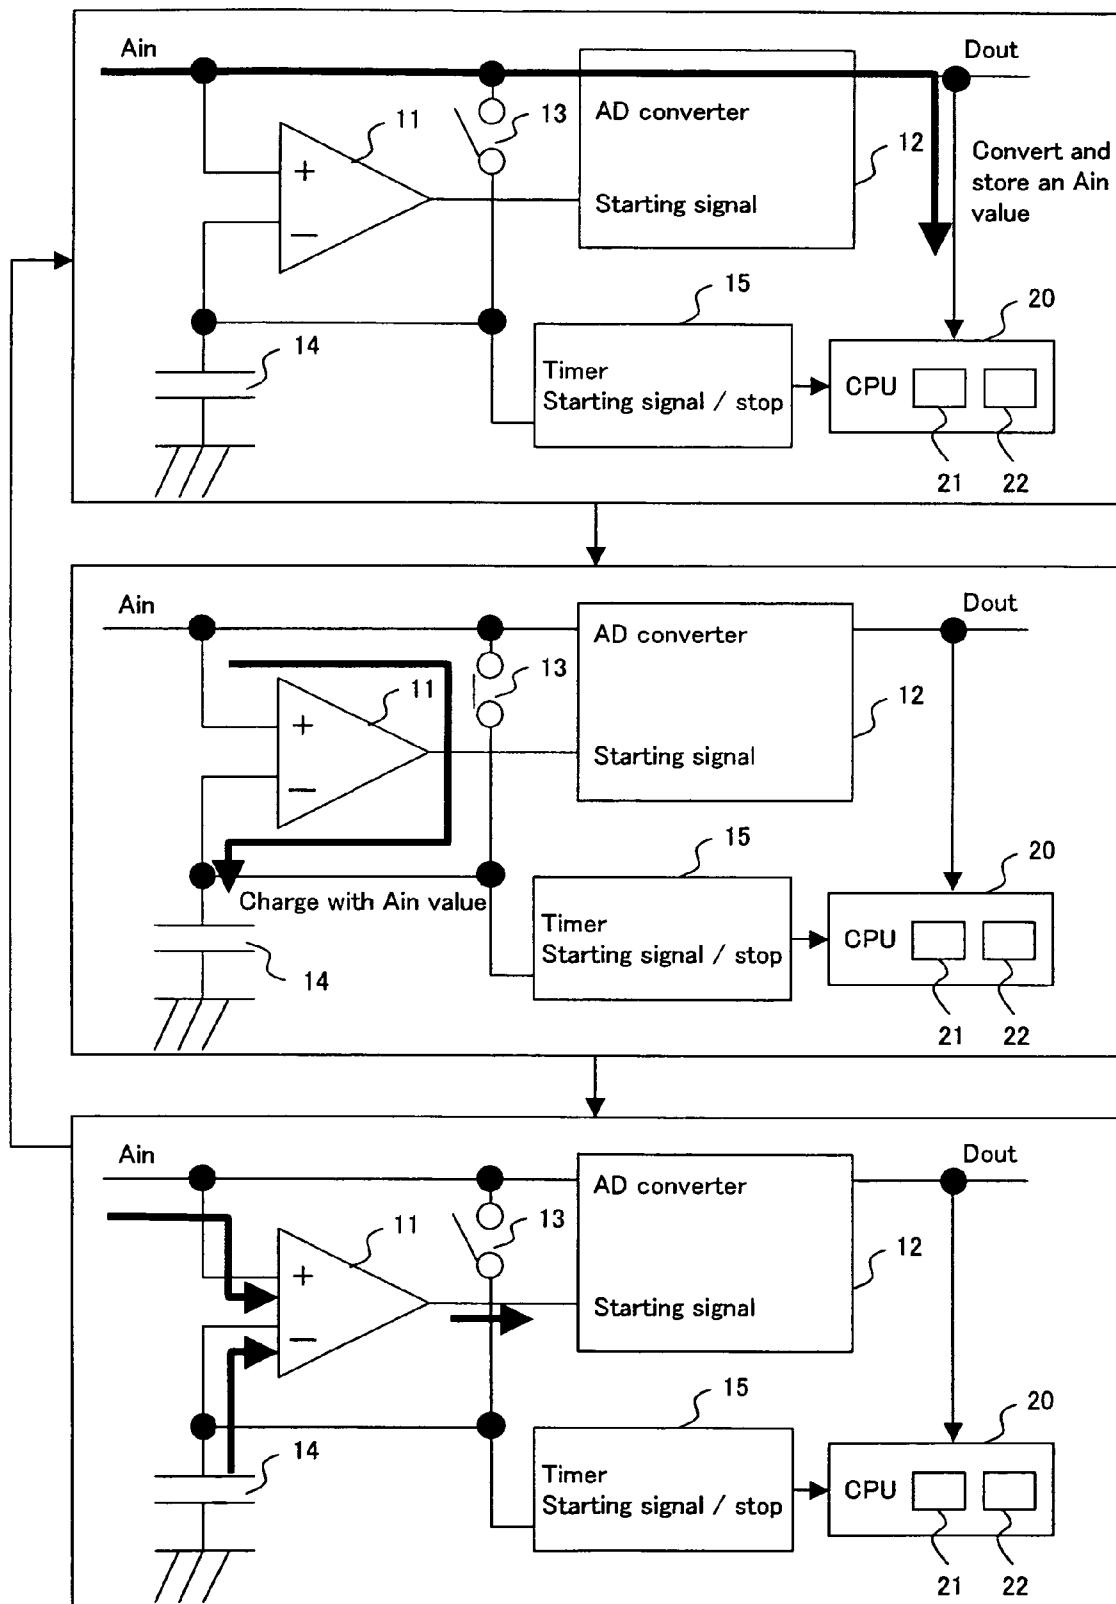 Ain
Dout
11
13
AD converter
12
Convert and
store an Ain
value
+
Starting signal
−
15
20
14
Timer
Starting signal / stop
CPU
21
22
Ain
Dout
AD converter
13
11
12
+
Starting signal
−
15
20
Charge with Ain value
Timer
Starting signal / stop
CPU
14
21
22
Ain
Dout
AD converter
11
13
12
+
Starting signal
−
15
20
14
Timer
Starting signal / stop
CPU
21
22